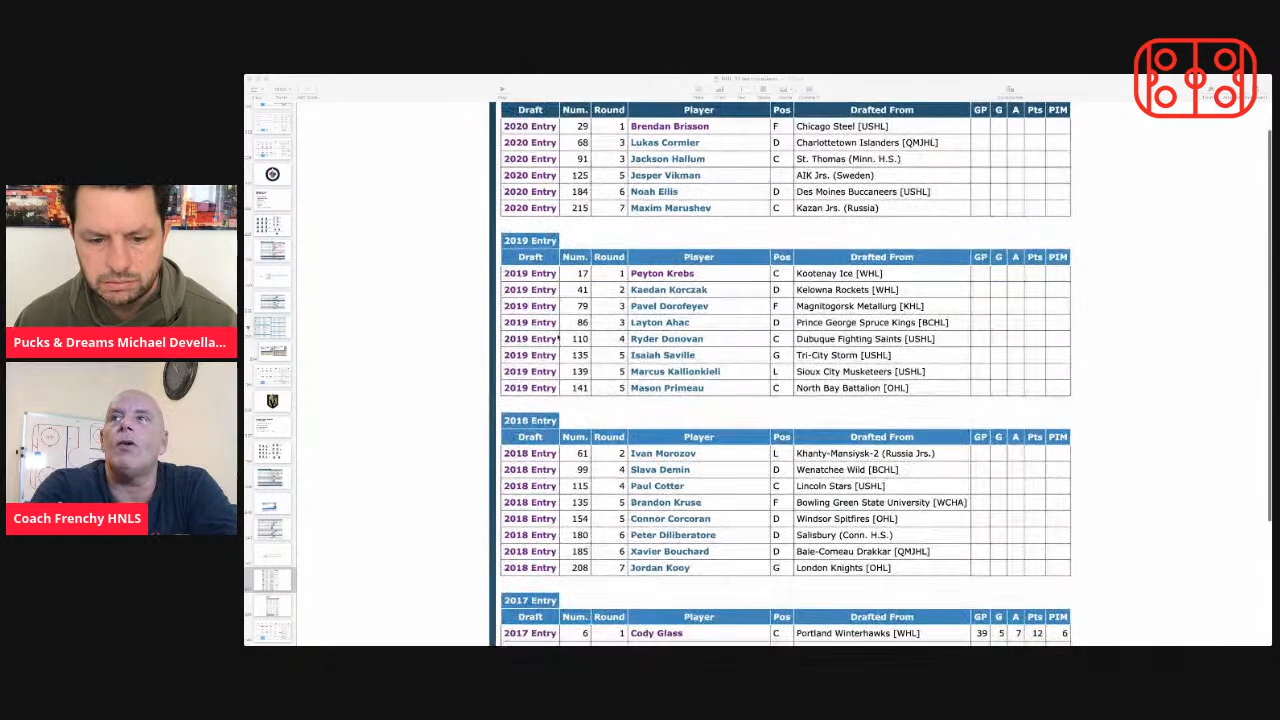 Draft Num. Round Player Pos Drafted From GP G A Pts PIM
2020 Entry 29 1 Brendan Brisson F Chicago Steel [USHL]
2020 Entry 68 3 Lukas Cormier D Charlottetown Islanders [QMJHL]
2020 Entry 91 3 Jackson Hallum C St. Thomas (Minn. H.S.)
2020 Entry 125 5 Jesper Vikman AIK Jrs. (Sweden)
2020 Entry 184 6 Noah Ellis D Des Moines Buccaneers [USHL]
2020 Entry 215 7 Maxim Marushev C Kazan Jrs. (Russia)
2019 Entry
Draft Num. Round Player Pos Drafted From GP G A Pts PIM
2019 Entry 17 1 Peyton Krebs C Kootenay Ice [WHL]
2019 Entry 41 2 Kaedan Korczak D Kelowna Rockets [WHL]
2019 Entry 79 3 Pavel Dorofeyev F Magnitogorsk Metallurg [KHL]
2019 Entry 86 3 Layton Ahac D Prince George Spruce Kings [BCHL]
2019 Entry 110 4 Ryder Donovan C Dubuque Fighting Saints [USHL]
2019 Entry 135 5 Isaiah Saville G Tri-City Storm [USHL]
2019 Entry 139 5 Marcus Kallionkieli L Sioux City Musketeers [USHL]
2019 Entry 141 5 Mason Primeau C North Bay Battalion [OHL]
2018 Entry
Draft Num. Round Player Pos Drafted From GP G A Pts PIM
2018 Entry 61 2 Ivan Morozov L Khanty-Mansiysk-2 (Russia Jrs.)
2018 Entry 99 4 Slava Demin D Wenatchee Wild [BCHL]
2018 Entry 115 4 Paul Cotter C Lincoln Stars [USHL]
2018 Entry 135 5 Brandon Kruse F Bowling Green State University [WCHA]
2018 Entry 154 5 Connor Corcoran D Windsor Spitfires [OHL]
2018 Entry 180 6 Peter Diliberatore D Salisbury (Conn. H.S.)
2018 Entry 185 6 Xavier Bouchard D Baie-Comeau Drakkar [QMJHL]
2018 Entry 208 7 Jordan Kooy G London Knights [OHL]
2017 Entry
Draft Num. Round Player Pos Drafted From GP G A Pts PIM
2017 Entry 6 1 Cody Glass C Portland Winterhawks [WHL] 39 5 7 12 6
Pucks & Dreams Michael Devella...
Coach Frenchy HNLS